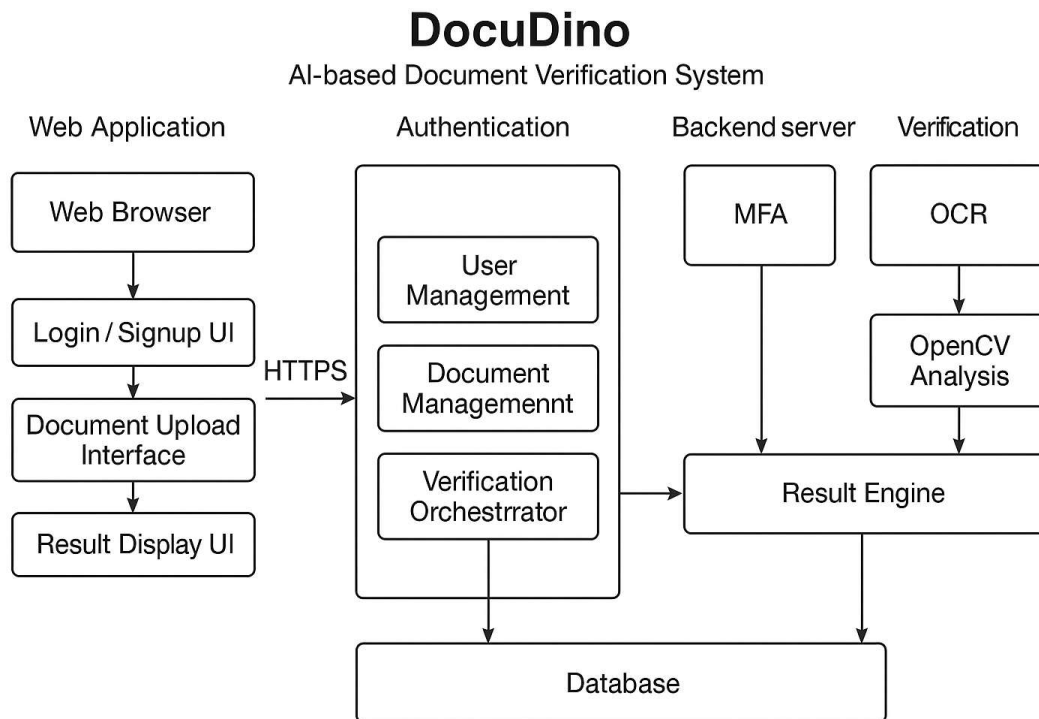 DocuDino
AI-based Document Verification System
Web Application
Authentication
Backend server
Verification
Web Browser
Login / Signup UI
Document Upload
Interface
Result Display UI
HTTPS
User
Management
Document
Managemennt
Verification
Orchestrrator
MFA
OCR
OpenCV
Analysis
Result Engine
Database